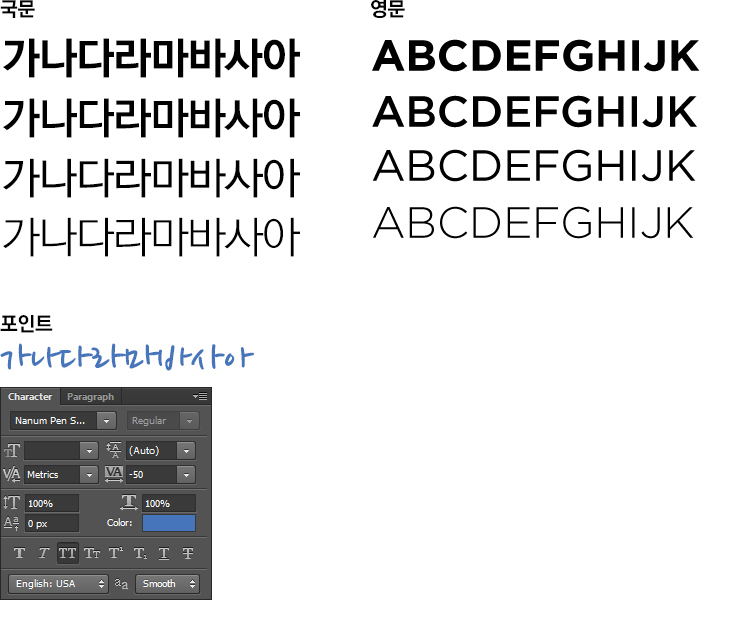 국문
가나다라마바사아
가나다라마바사아
가나다라마바사아
가나다라마바사아
영문
ABCDEFGHIJK
ABCDEFGHIJK
ABCDEFGHIJK
ABCDEFGHIJK
포인트
가나다라마바사아
Character Paragraph
Nanum Pen S... Regular
(Auto)
Metrics -50
100% 100%
0 px Color:
English: USA Smooth